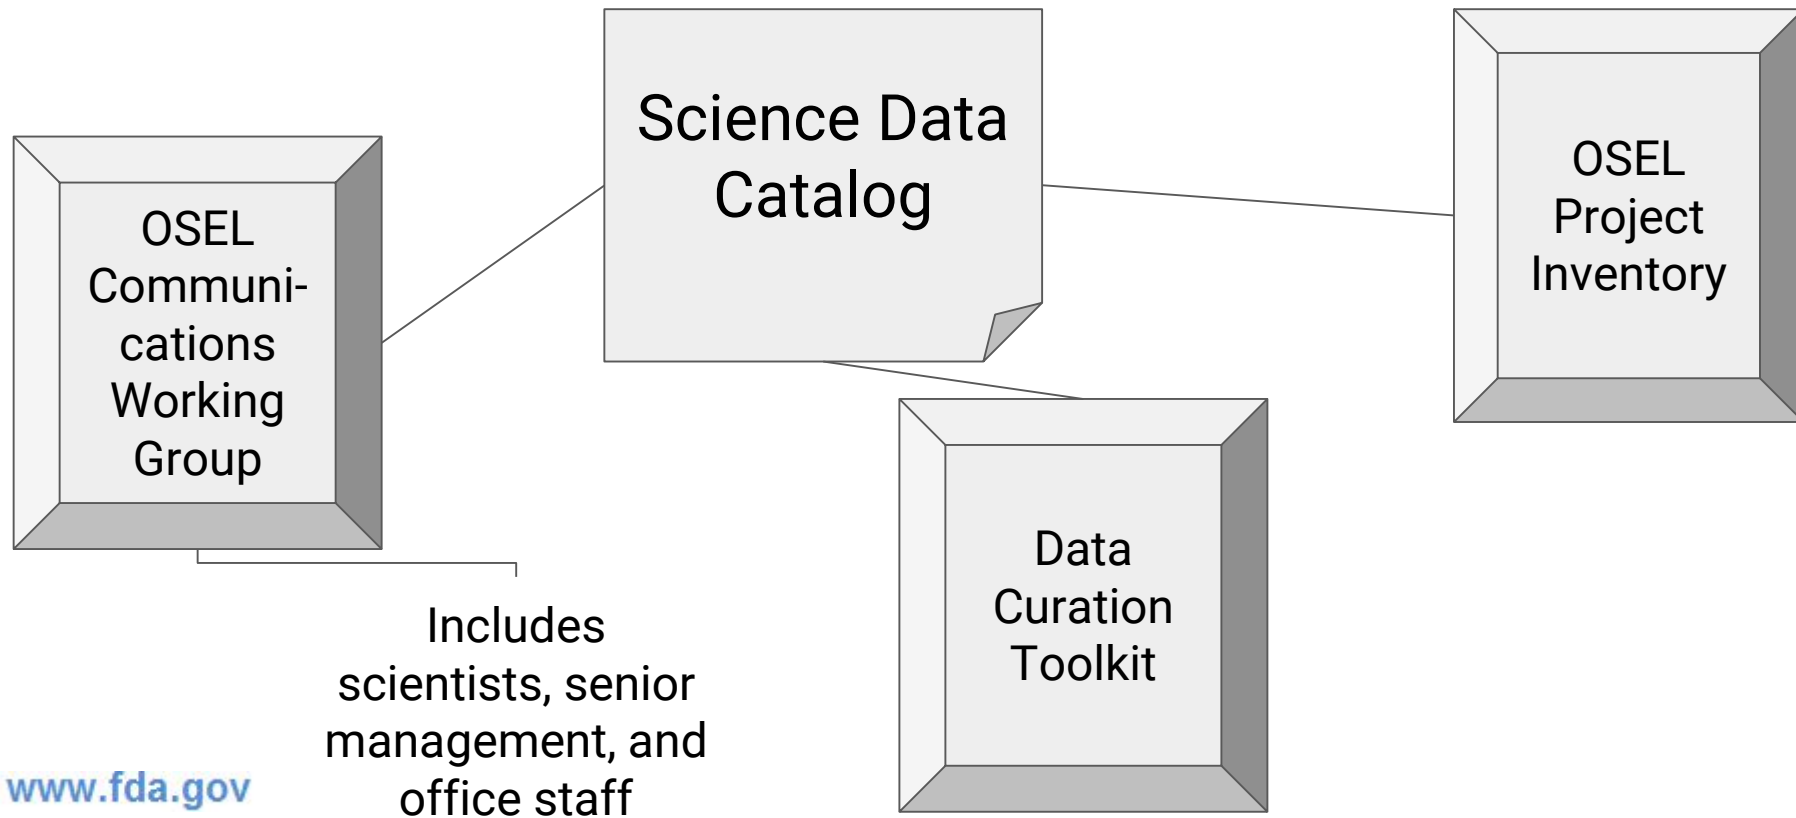 Science Data
Catalog
OSEL
Communi-
cations
Working
Group
OSEL
Project
Inventory
Data
Curation
Toolkit
Includes
scientists, senior
management, and
office staff
www.fda.gov